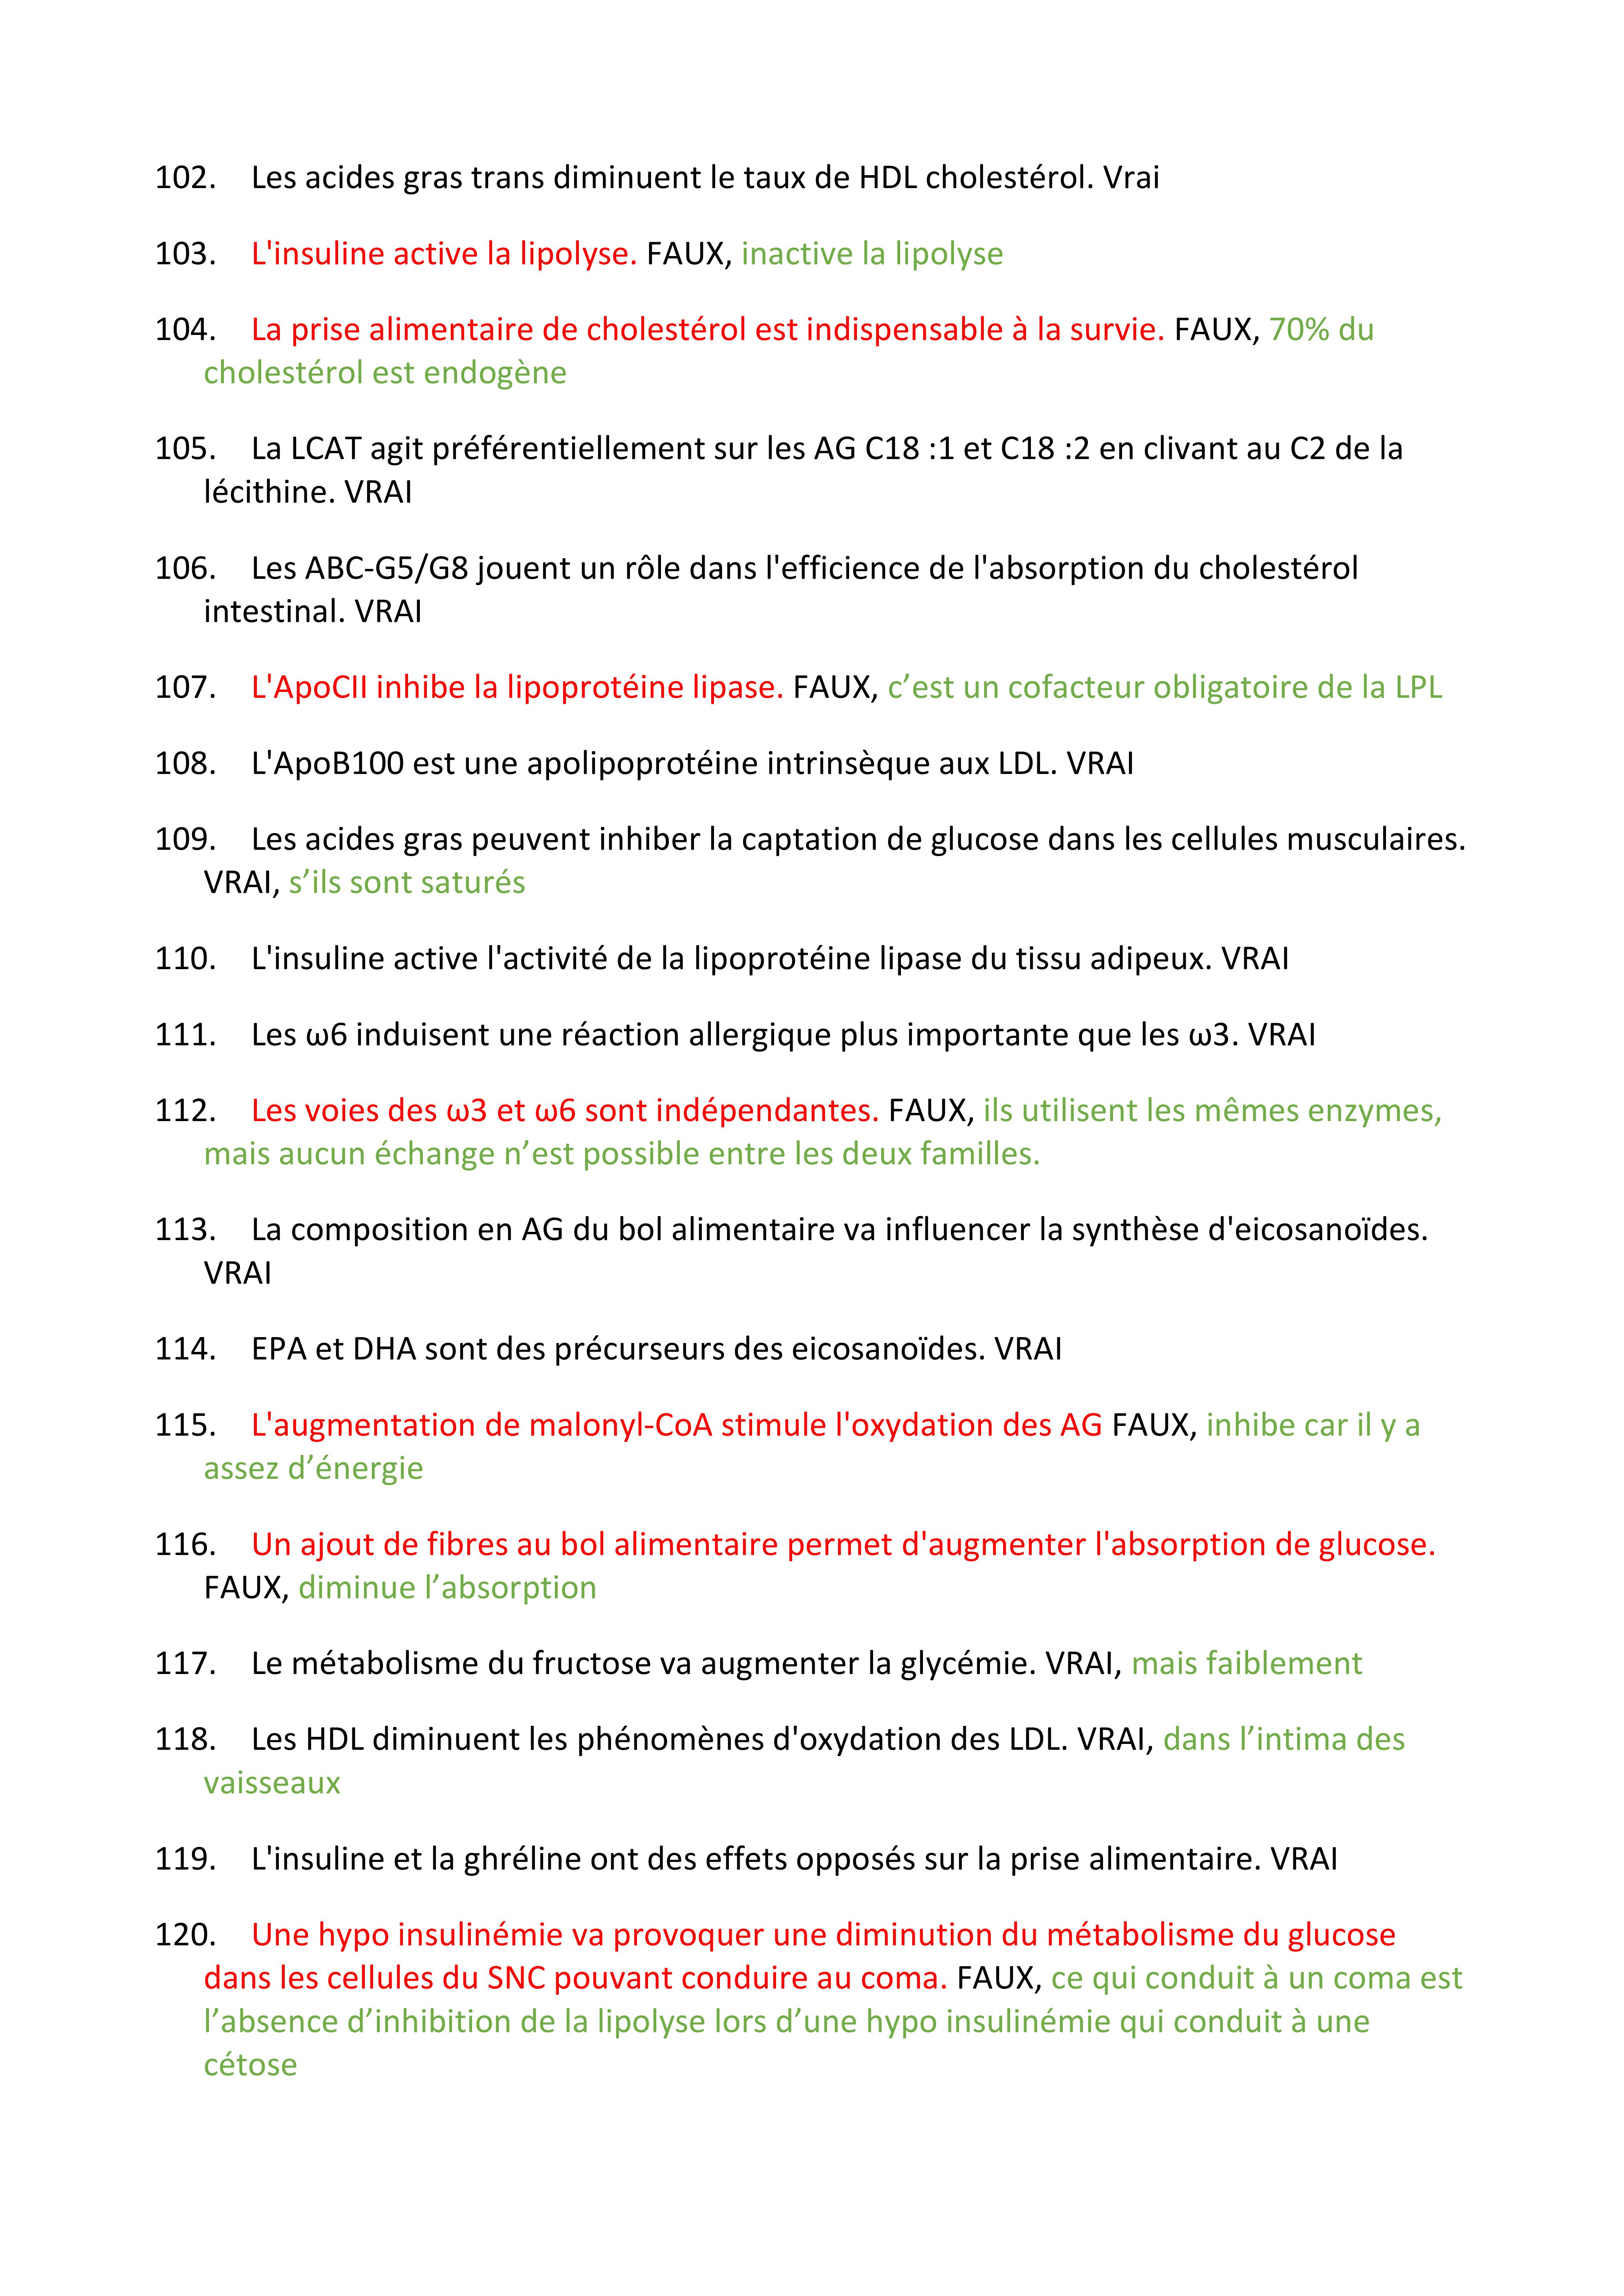 102. Les acides gras trans diminuent le taux de HDL cholestérol. Vrai
103. L'insuline active la lipolyse. FAUX, inactive la lipolyse
104. La prise alimentaire de cholestérol est indispensable à la survie. FAUX, 70% du
cholestérol est endogène
105. La LCAT agit préférentiellement sur les AG C18 :1 et C18 :2 en clivant au C2 de la
lécithine. VRAI
106. Les ABC-G5/G8 jouent un rôle dans l'efficience de l'absorption du cholestérol
intestinal. VRAI
107. L'ApoCII inhibe la lipoprotéine lipase. FAUX, c’est un cofacteur obligatoire de la LPL
108. L'ApoB100 est une apolipoprotéine intrinsèque aux LDL. VRAI
109. Les acides gras peuvent inhiber la captation de glucose dans les cellules musculaires.
VRAI, s’ils sont saturés
110. L'insuline active l'activité de la lipoprotéine lipase du tissu adipeux. VRAI
111. Les ω6 induisent une réaction allergique plus importante que les ω3. VRAI
112. Les voies des ω3 et ω6 sont indépendantes. FAUX, ils utilisent les mêmes enzymes,
mais aucun échange n’est possible entre les deux familles.
113. La composition en AG du bol alimentaire va influencer la synthèse d'eicosanoïdes.
VRAI
114. EPA et DHA sont des précurseurs des eicosanoïdes. VRAI
115. L'augmentation de malonyl-CoA stimule l'oxydation des AG FAUX, inhibe car il y a
assez d’énergie
116. Un ajout de fibres au bol alimentaire permet d'augmenter l'absorption de glucose.
FAUX, diminue l’absorption
117. Le métabolisme du fructose va augmenter la glycémie. VRAI, mais faiblement
118. Les HDL diminuent les phénomènes d'oxydation des LDL. VRAI, dans l’intima des
vaisseaux
119. L'insuline et la ghréline ont des effets opposés sur la prise alimentaire. VRAI
120. Une hypo insulinémie va provoquer une diminution du métabolisme du glucose
dans les cellules du SNC pouvant conduire au coma. FAUX, ce qui conduit à un coma est
l’absence d’inhibition de la lipolyse lors d’une hypo insulinémie qui conduit à une
cétose